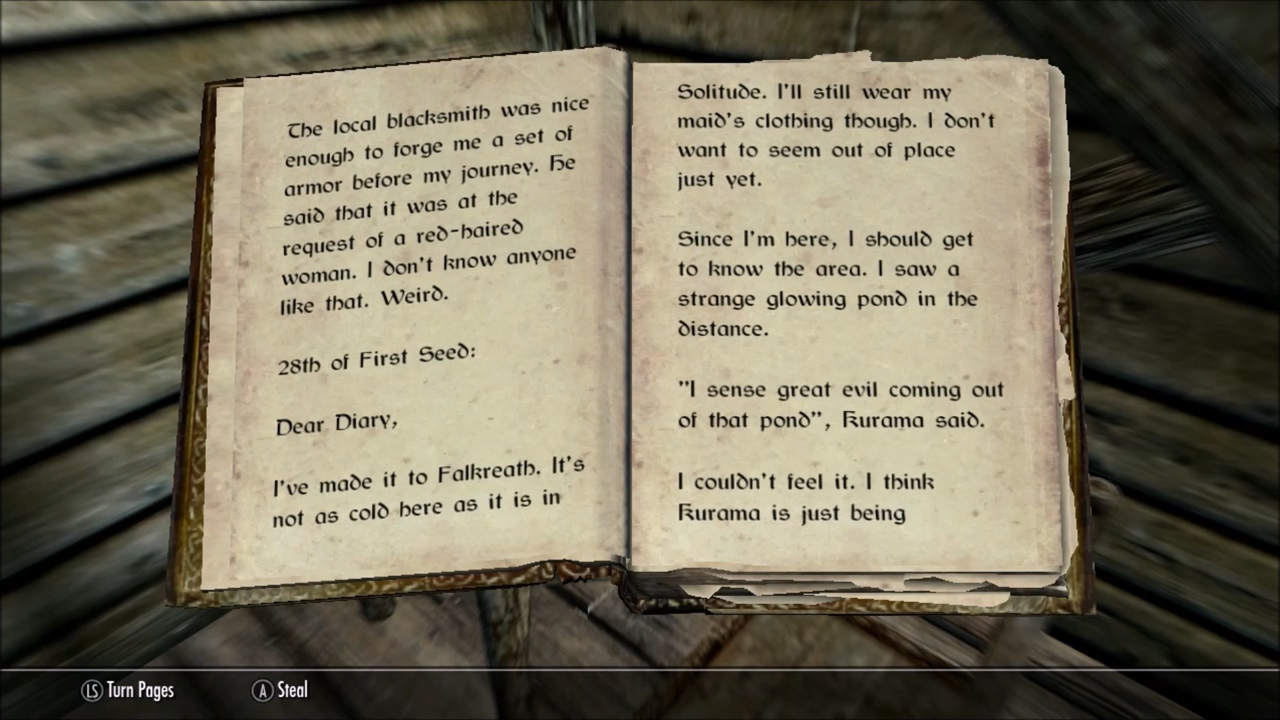 The local blacksmith was nice
enough to forge me a set of
armor before my journey. He
said that it was at the
request of a red-haired
woman. I don't know anyone
like that. Weird.
28th of First Seed:
Dear Diary,
I've made it to Falkreath. It's
not as cold here as it is in
Solitude. I'll still wear my
maid's clothing though. I don't
want to seem out of place
just yet.
Since I'm here, I should get
to know the area. I saw a
strange glowing pond in the
distance.
"I sense great evil coming out
of that pond", Kurama said.
I couldn't feel it. I think
Kurama is just being
LS Turn Pages
A Steal